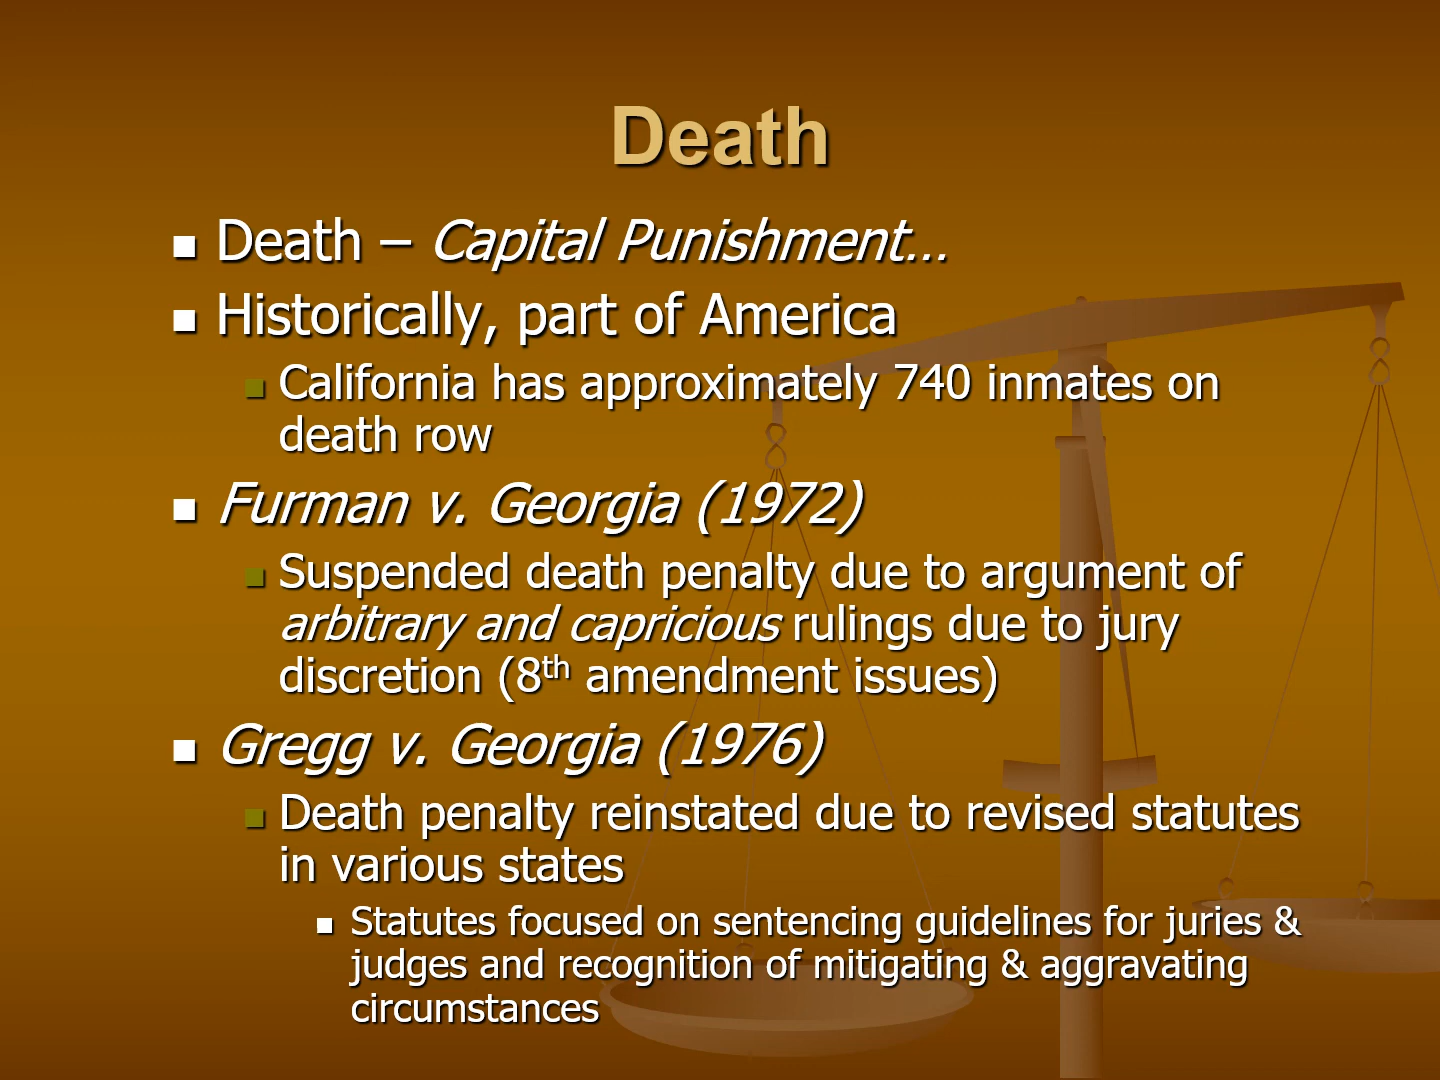 Death
Death – Capital Punishment…
Historically, part of America
California has approximately 740 inmates on
death row
Furman v. Georgia (1972)
Suspended death penalty due to argument of
arbitrary and capricious rulings due to jury
discretion (8th amendment issues)
Gregg v. Georgia (1976)
Death penalty reinstated due to revised statutes
in various states
Statutes focused on sentencing guidelines for juries &
judges and recognition of mitigating & aggravating
circumstances